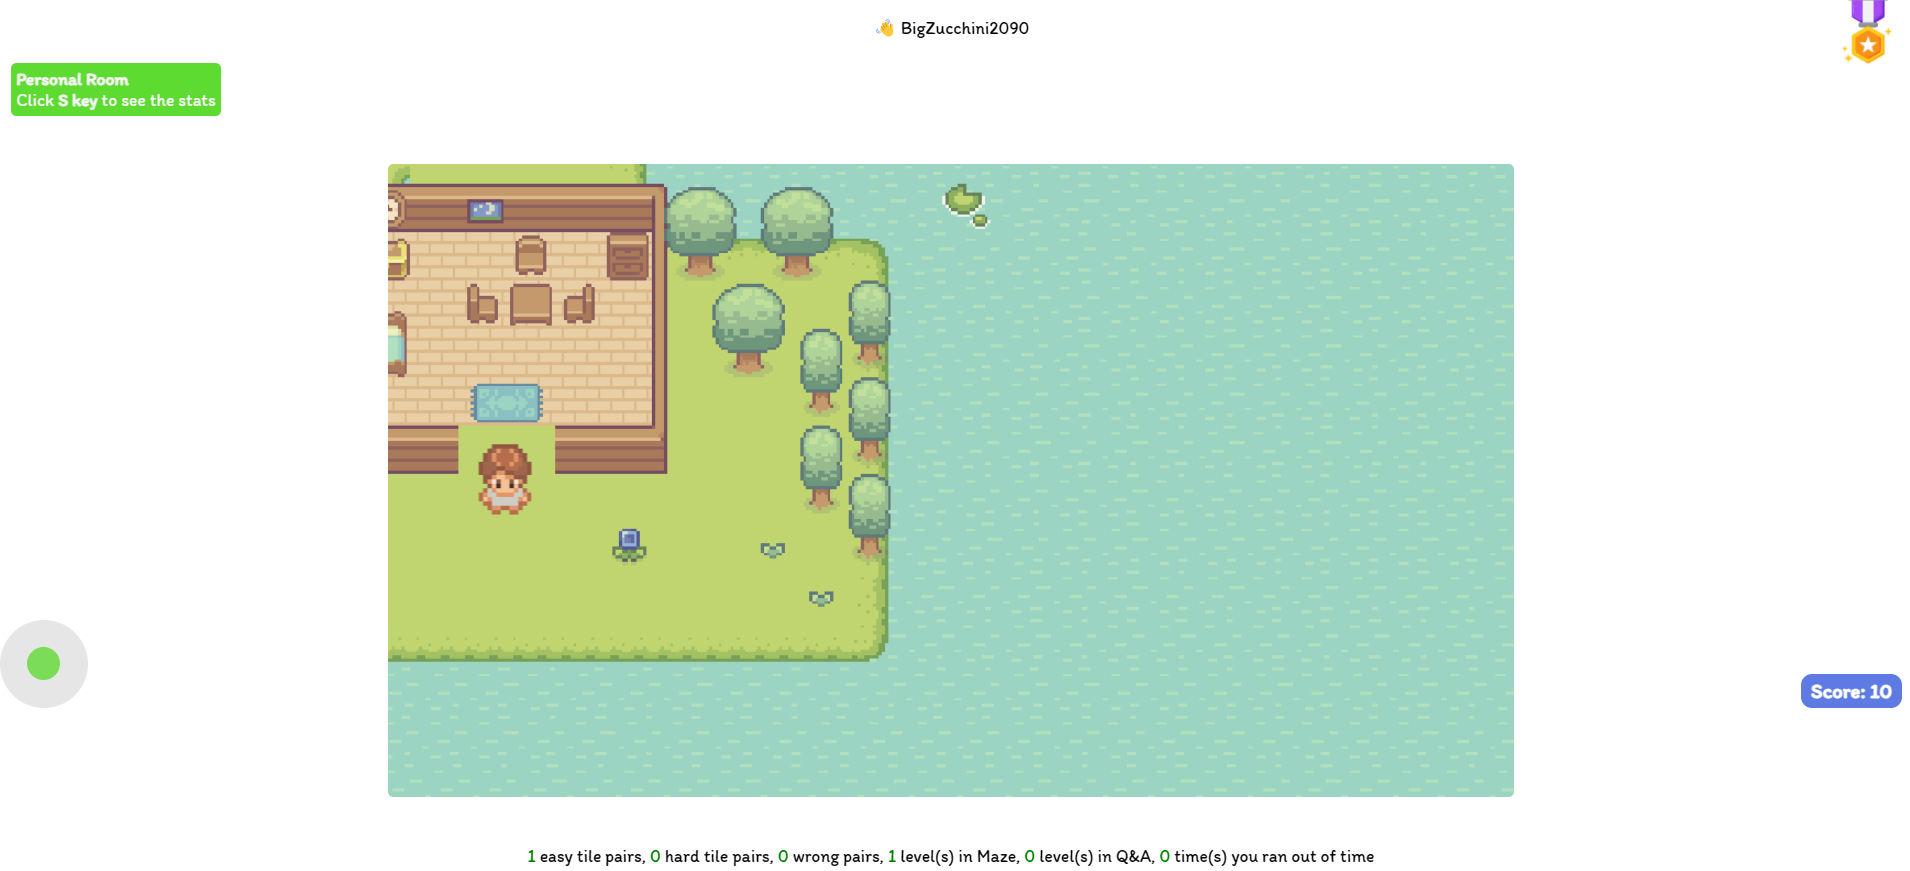 👋 BigZucchini2090
Personal Room
Click S key to see the stats
Score: 10
1 easy tile pairs, 0 hard tile pairs, 0 wrong pairs, 1 level(s) in Maze, 0 level(s) in Q&A, 0 time(s) you ran out of time